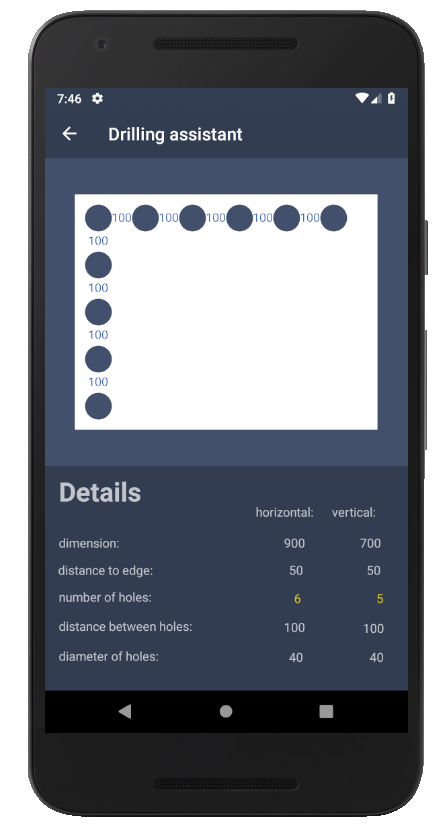 7:46
Drilling assistant
100 100 100 100 100
100
100
100
100
Details
horizontal: vertical:
dimension: 900 700
distance to edge: 50 50
number of holes: 6 5
distance between holes: 100 100
diameter of holes: 40 40